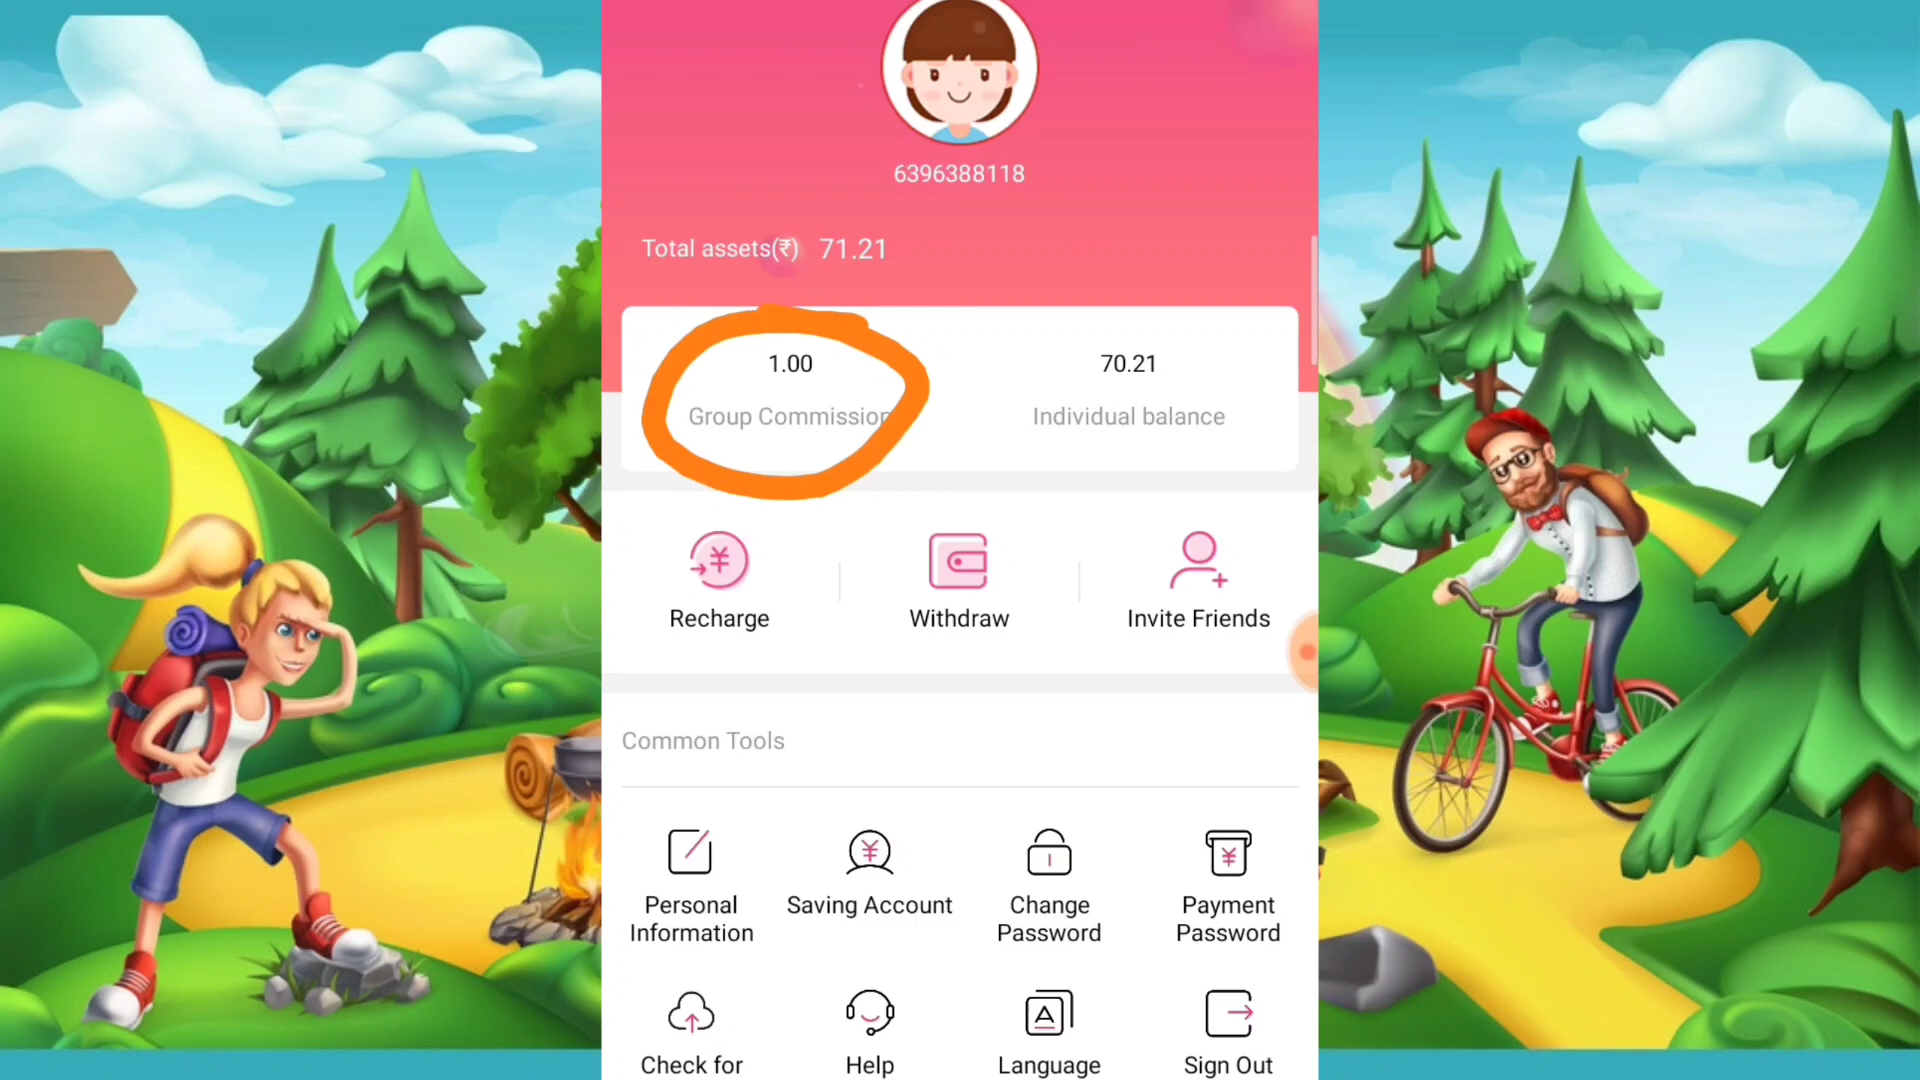 6396388118
Total assets(₹) 71.21
1.00
Group Commission
70.21
Individual balance
Recharge
Withdraw
Invite Friends
Common Tools
Personal
Information
Saving Account
Change
Password
Payment
Password
Check for
Help
Language
Sign Out